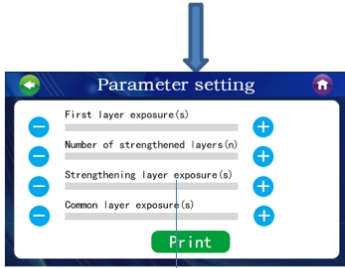 Parameter setting
First layer exposure(s)
Number of strengthened layers(n)
Strengthening layer exposure(s)
Common layer exposure(s)
Print